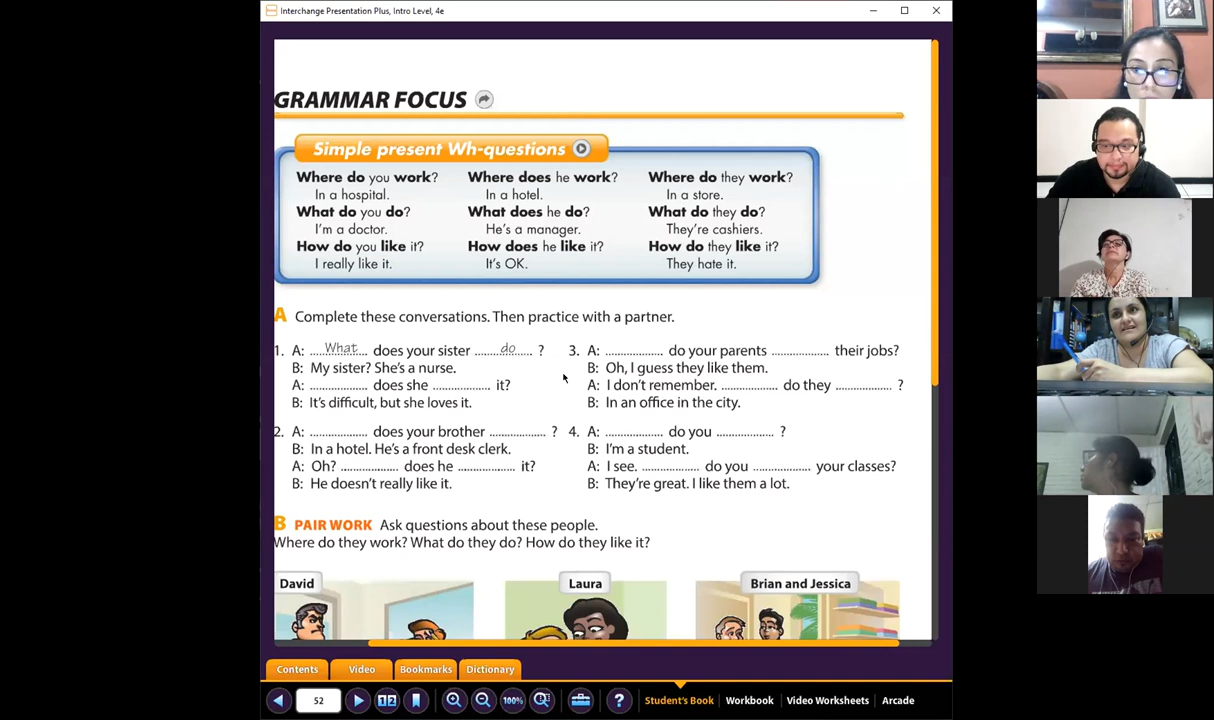 Interchange Presentation Plus, Intro Level, 4e
GRAMMAR FOCUS
Simple present Wh-questions
Where do you work? Where does he work? Where do they work?
In a hospital. In a hotel. In a store.
What do you do? What does he do? What do they do?
I'm a doctor. He's a manager. They're cashiers.
How do you like it? How does he like it? How do they like it?
I really like it. It's OK. They hate it.
A Complete these conversations. Then practice with a partner.
1. A: What does your sister do ?
B: My sister? She's a nurse.
A: .................. does she .................. it?
B: It's difficult, but she loves it.
2. A: .................. does your brother .................. ?
B: In a hotel. He's a front desk clerk.
A: Oh? .................. does he .................. it?
B: He doesn't really like it.
3. A: .................. do your parents .................. their jobs?
B: Oh, I guess they like them.
A: I don't remember. .................. do they .................. ?
B: In an office in the city.
4. A: .................. do you .................. ?
B: I'm a student.
A: I see. .................. do you .................. your classes?
B: They're great. I like them a lot.
B PAIR WORK Ask questions about these people.
Where do they work? What do they do? How do they like it?
David Laura Brian and Jessica
Contents Video Bookmarks Dictionary
52 1 2 100% ? Student's Book Workbook Video Worksheets Arcade